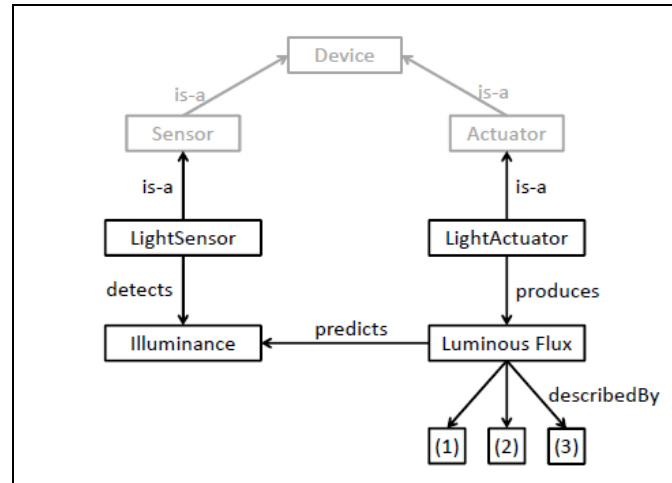 Device
is-a
is-a
Sensor
Actuator
is-a
is-a
LightSensor
LightActuator
detects
produces
Illuminance
predicts
Luminous Flux
describedBy
(1)
(2)
(3)